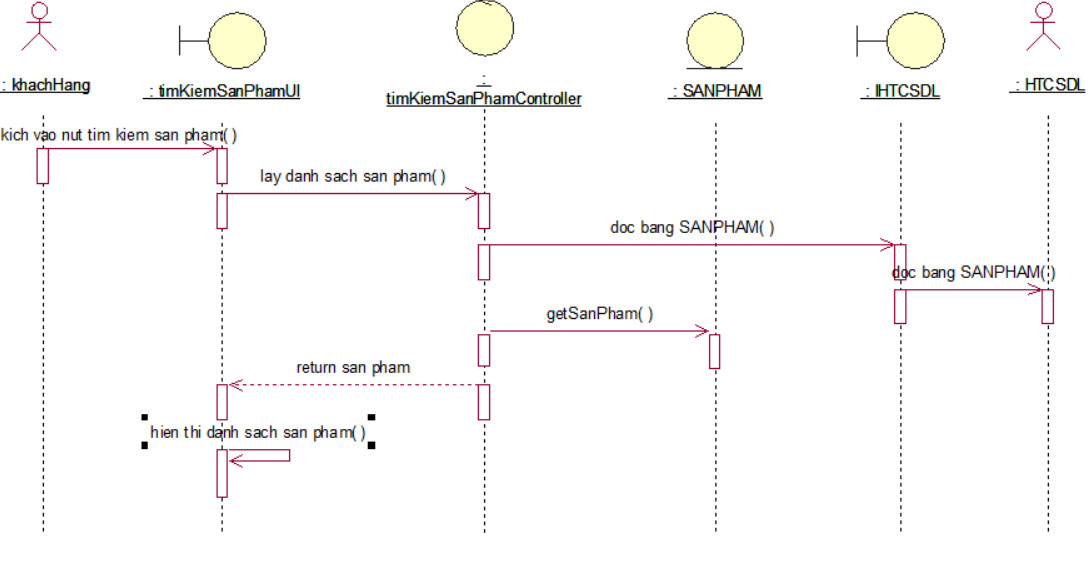 : khachHang
: timKiemSanPhamUI
:
timKiemSanPhamController
: SANPHAM
: IHTCSDL
: HTCSDL
kich vao nut tim kiem san pham( )
lay danh sach san pham( )
doc bang SANPHAM( )
doc bang SANPHAM( )
getSanPham( )
return san pham
hien thi danh sach san pham( )